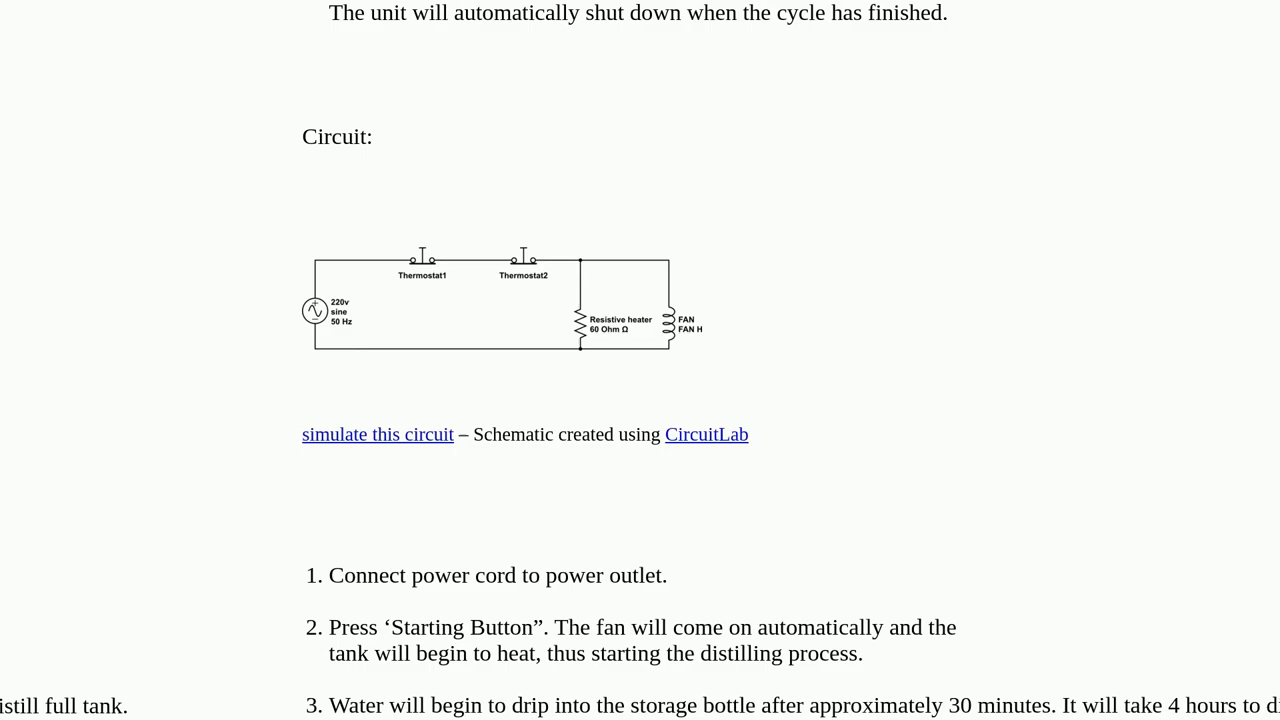 The unit will automatically shut down when the cycle has finished.
Circuit:
Thermostat1
Thermostat2
220v
sine
50 Hz
Resistive heater
60 Ohm Ω
FAN
FAN H
simulate this circuit – Schematic created using CircuitLab
1. Connect power cord to power outlet.
2. Press ‘Starting Button”. The fan will come on automatically and the
tank will begin to heat, thus starting the distilling process.
3. Water will begin to drip into the storage bottle after approximately 30 minutes. It will take 4 hours to d
istill full tank.